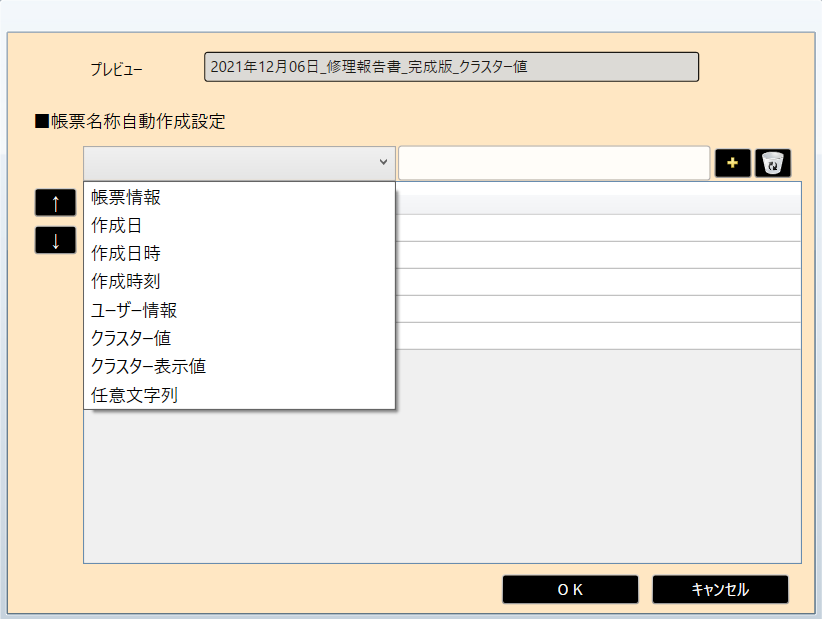 プレビュー
2021年12月06日_修理報告書_完成版_クラスター値
■帳票名称自動作成設定
帳票情報
作成日
作成日時
作成時刻
ユーザー情報
クラスター値
クラスター表示値
任意文字列
OK
キャンセル